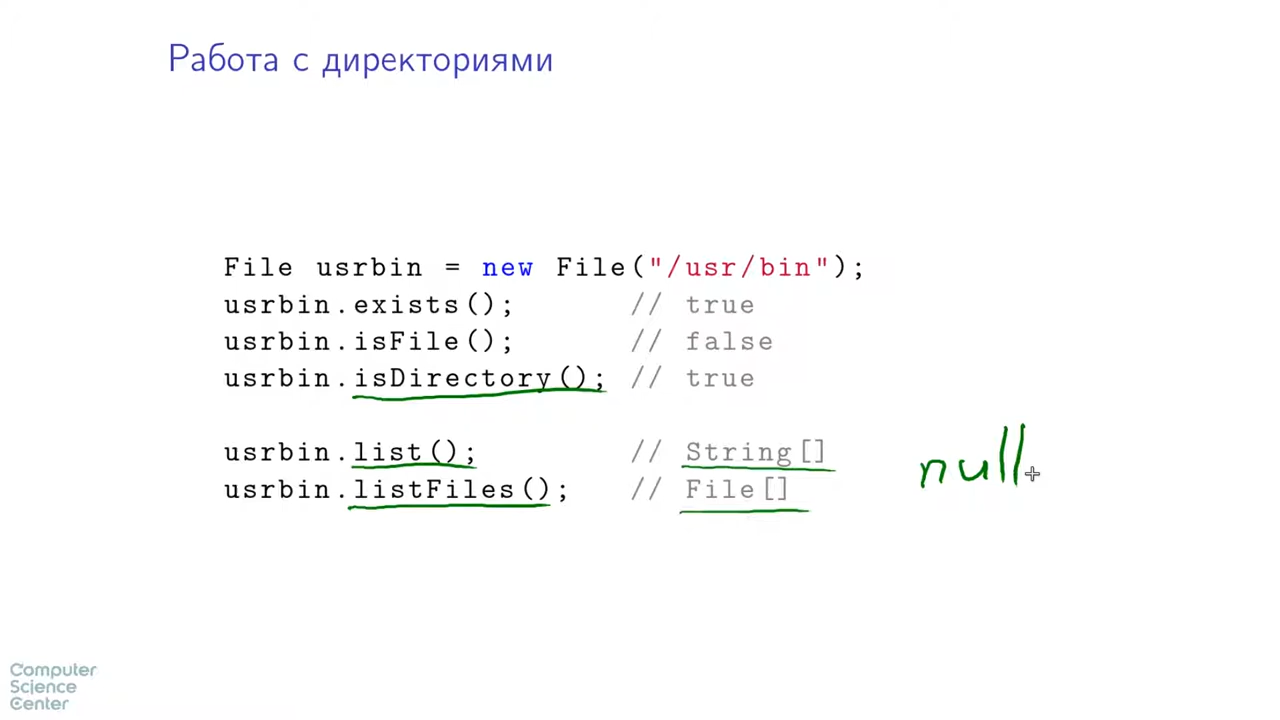 Работа с директориями
File usrbin = new File("/usr/bin");
usrbin.exists(); // true
usrbin.isFile(); // false
usrbin.isDirectory(); // true
usrbin.list(); // String[]
usrbin.listFiles(); // File[]
null
Computer
Science
Center